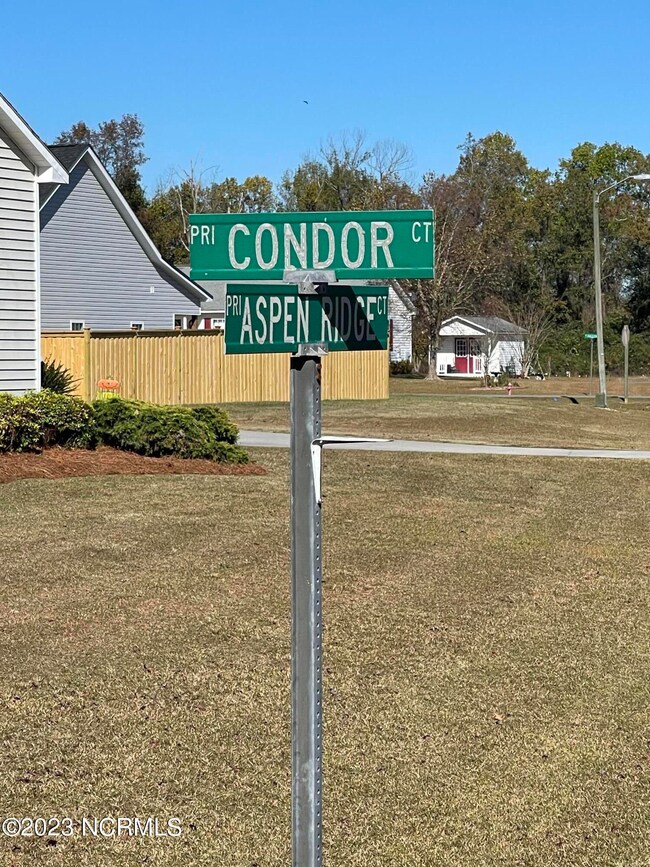 PRI CONDOR CT
PRI ASPEN RIDGE CT
©2023 NCRMLS